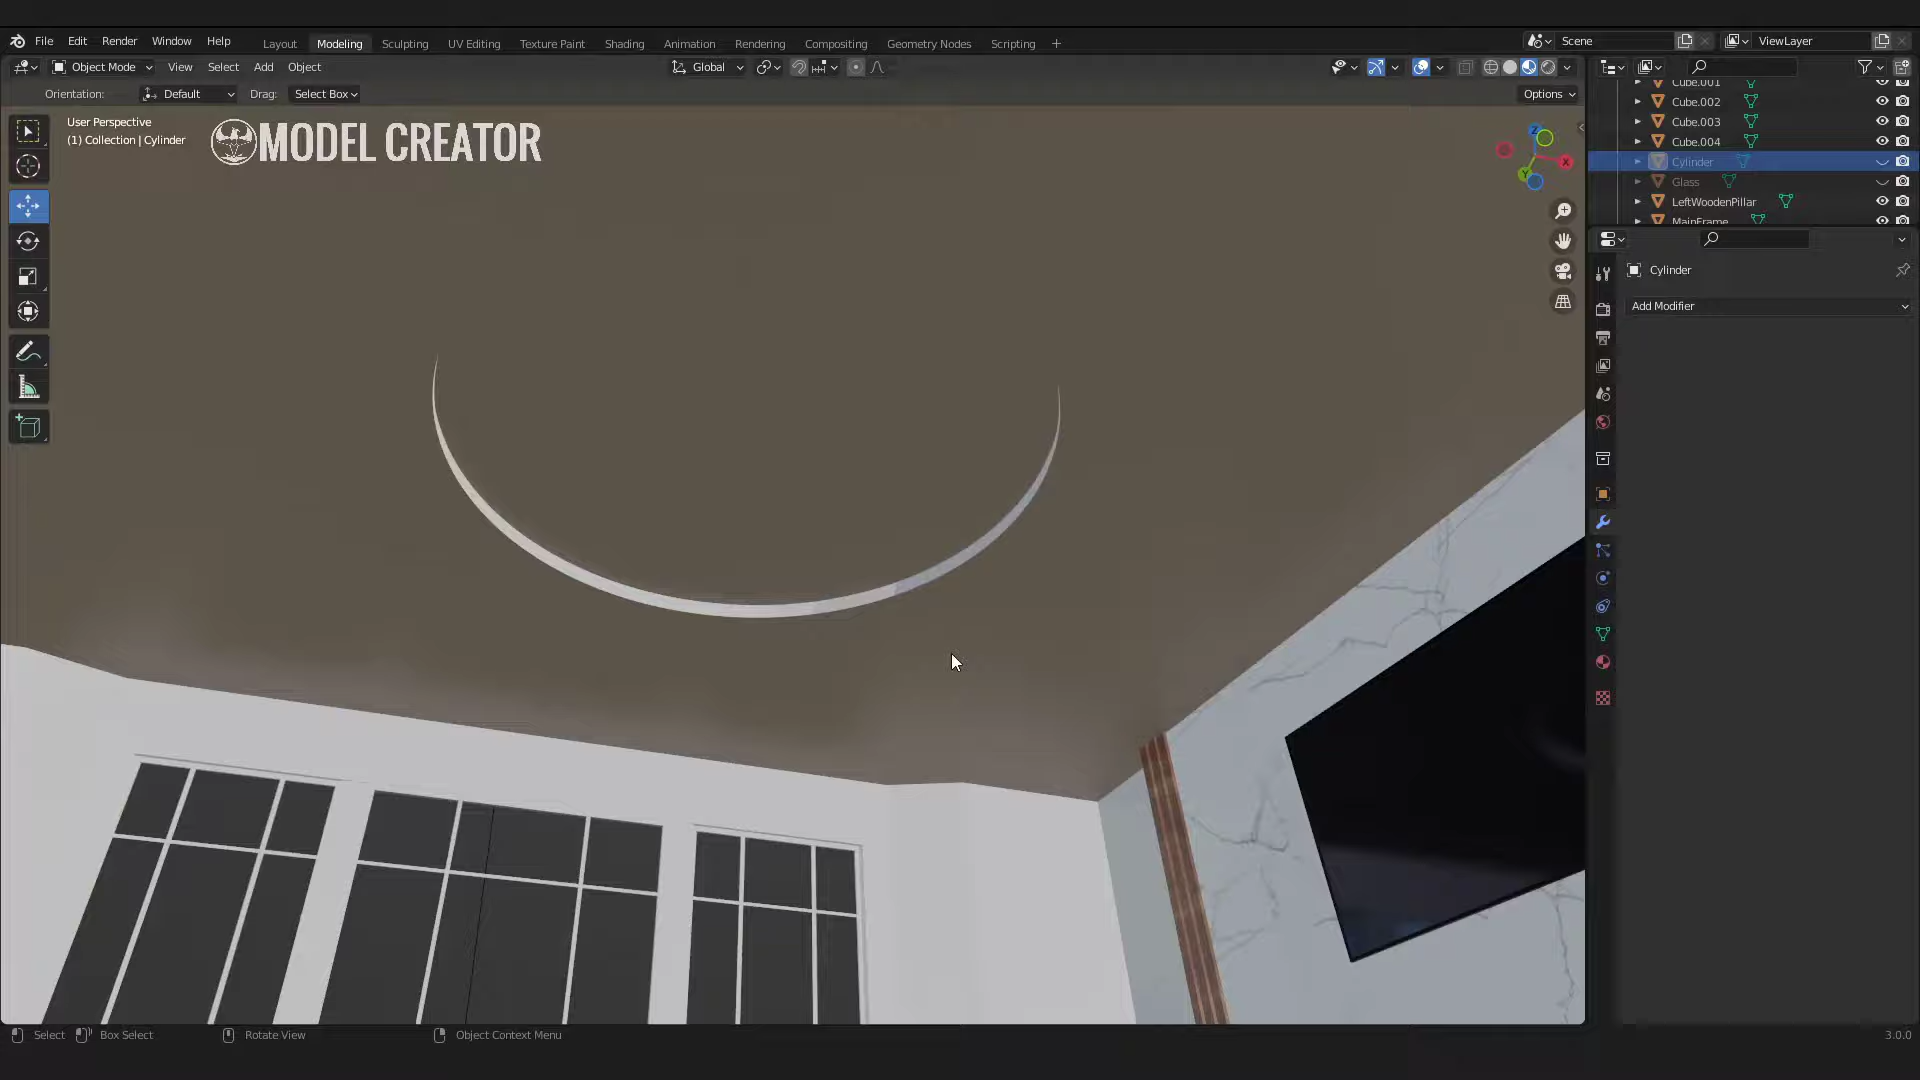 File Edit Render Window Help Layout Modeling Sculpting UV Editing Texture Paint Shading Animation Rendering Compositing Geometry Nodes Scripting + Scene ViewLayer
Object Mode View Select Add Object Global
Orientation: Default Drag: Select Box Options
User Perspective
(1) Collection | Cylinder
MODEL CREATOR
Z
X
Y
Cube.001
Cube.002
Cube.003
Cube.004
Cylinder
Glass
LeftWoodenPillar
MainFrame
Cylinder
Add Modifier
Select Box Select Rotate View Object Context Menu 3.0.0